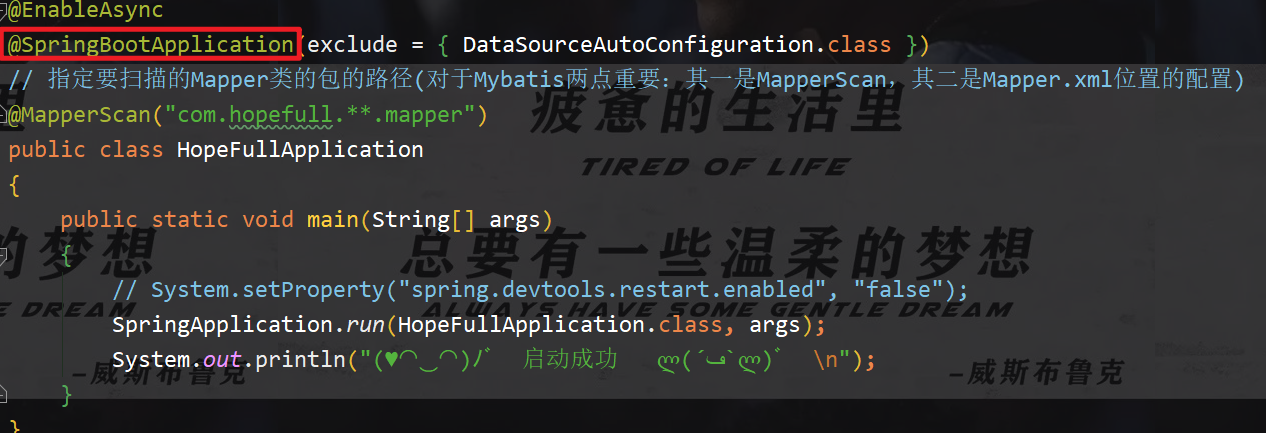 @EnableAsync
@SpringBootApplication(exclude = { DataSourceAutoConfiguration.class })
// 指定要扫描的Mapper类的包的路径(对于Mybatis两点重要：其一是MapperScan，其二是Mapper.xml位置的配置)
@MapperScan("com.hopefull.**.mapper")
疲惫的生活里
public class HopeFullApplication
TIRED OF LIFE
{
public static void main(String[] args)
的梦想
总要有一些温柔的梦想
{
// System.setProperty("spring.devtools.restart.enabled", "false");
E DREAM
ALWAYS HAVE SOME GENTLE DREAM
SpringApplication.run(HopeFullApplication.class, args);
System.out.println("(♥◠‿◠)ﾉﾞ  启动成功   ლ(´ڡ`ლ)ﾞ  \n");
–威斯布鲁克
–威斯布鲁克
}
}